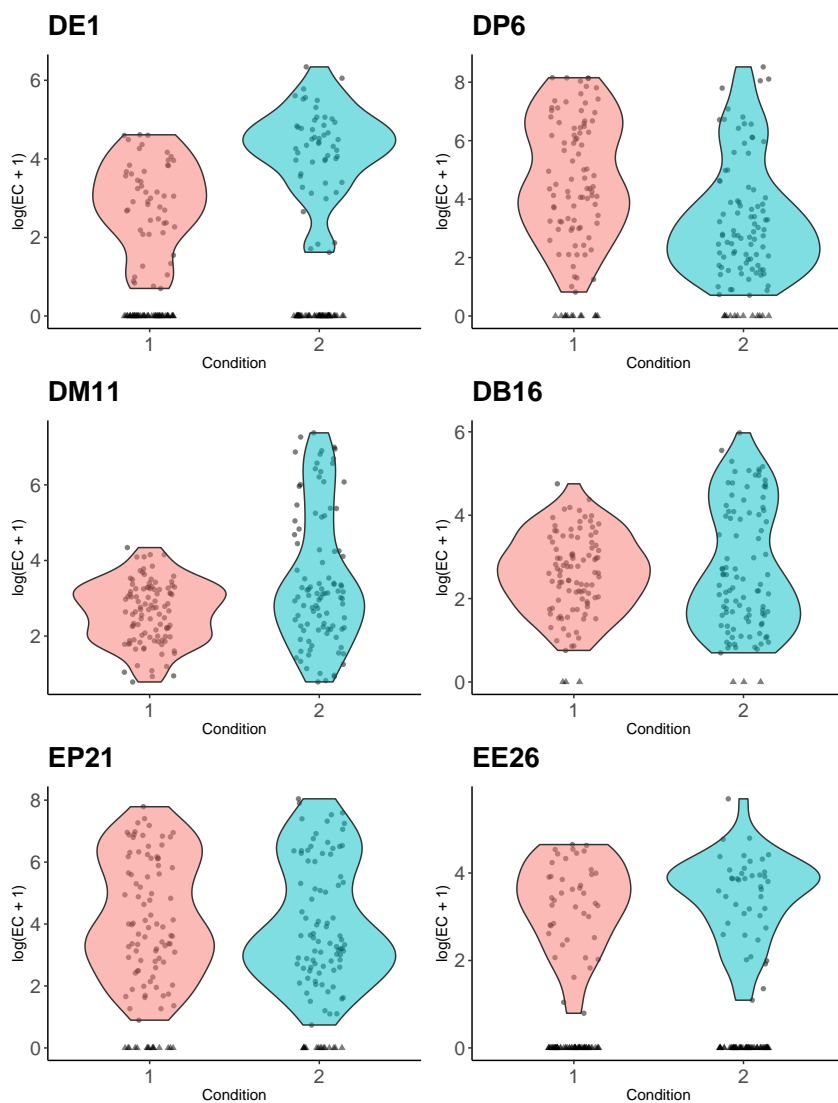 DE1
log(EC + 1)
6
4
2
0
1
2
Condition
DP6
log(EC + 1)
8
6
4
2
0
1
2
Condition
DM11
log(EC + 1)
6
4
2
1
2
Condition
DB16
log(EC + 1)
6
4
2
0
1
2
Condition
EP21
log(EC + 1)
8
6
4
2
0
1
2
Condition
EE26
log(EC + 1)
4
2
0
1
2
Condition